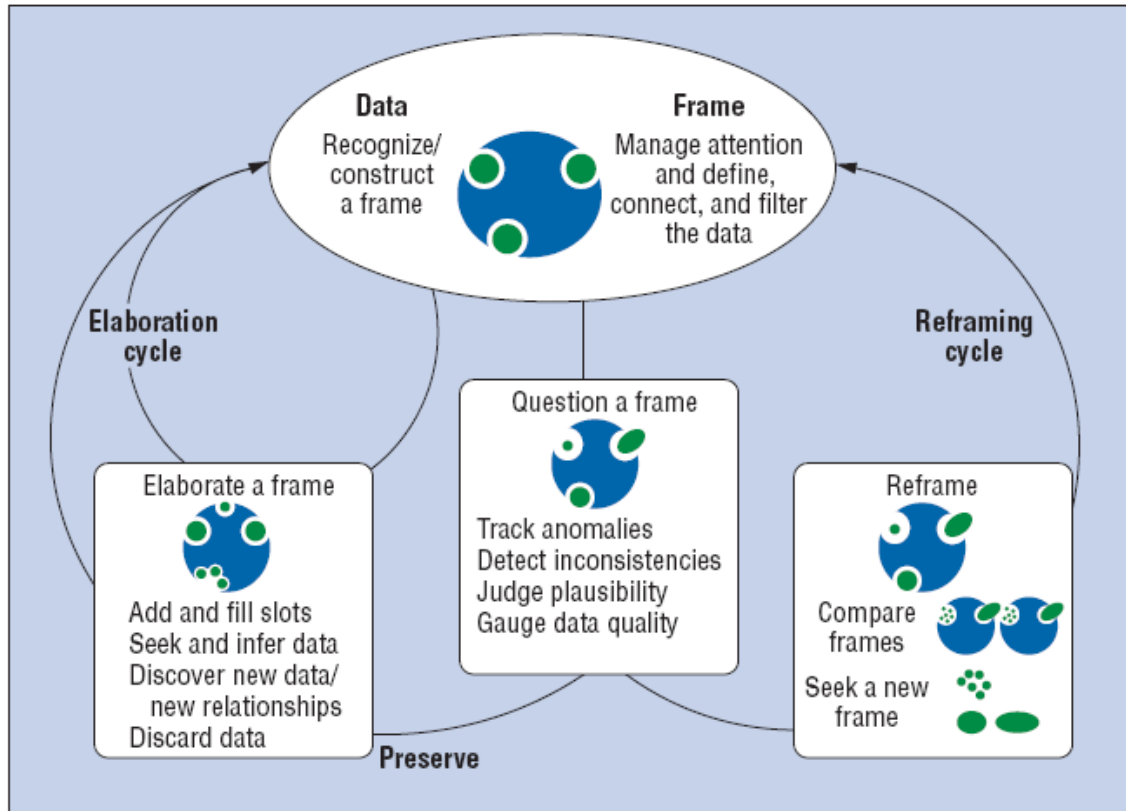 Data
Recognize/
construct
a frame
Frame
Manage attention
and define,
connect, and filter
the data
Elaboration
cycle
Reframing
cycle
Question a frame
Track anomalies
Detect inconsistencies
Judge plausibility
Gauge data quality
Elaborate a frame
Add and fill slots
Seek and infer data
Discover new data/
new relationships
Discard data
Reframe
Compare
frames
Seek a new
frame
Preserve